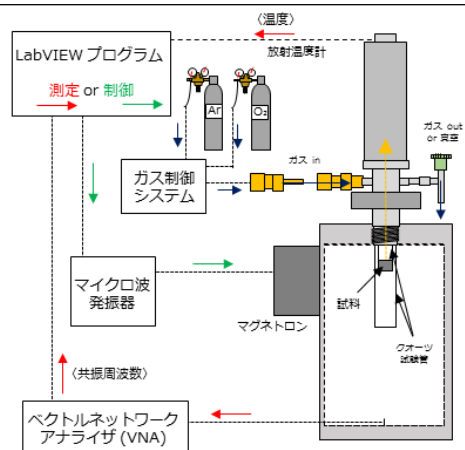 〈温度〉
LabVIEW プログラム
放射温度計
測定 or 制御
Ar
O₂
ガス out
or 真空
ガス in
ガス制御
システム
マイクロ波
発振器
マグネトロン
試料
クオーツ
試験管
〈共振周波数〉
ベクトルネットワーク
アナライザ (VNA)